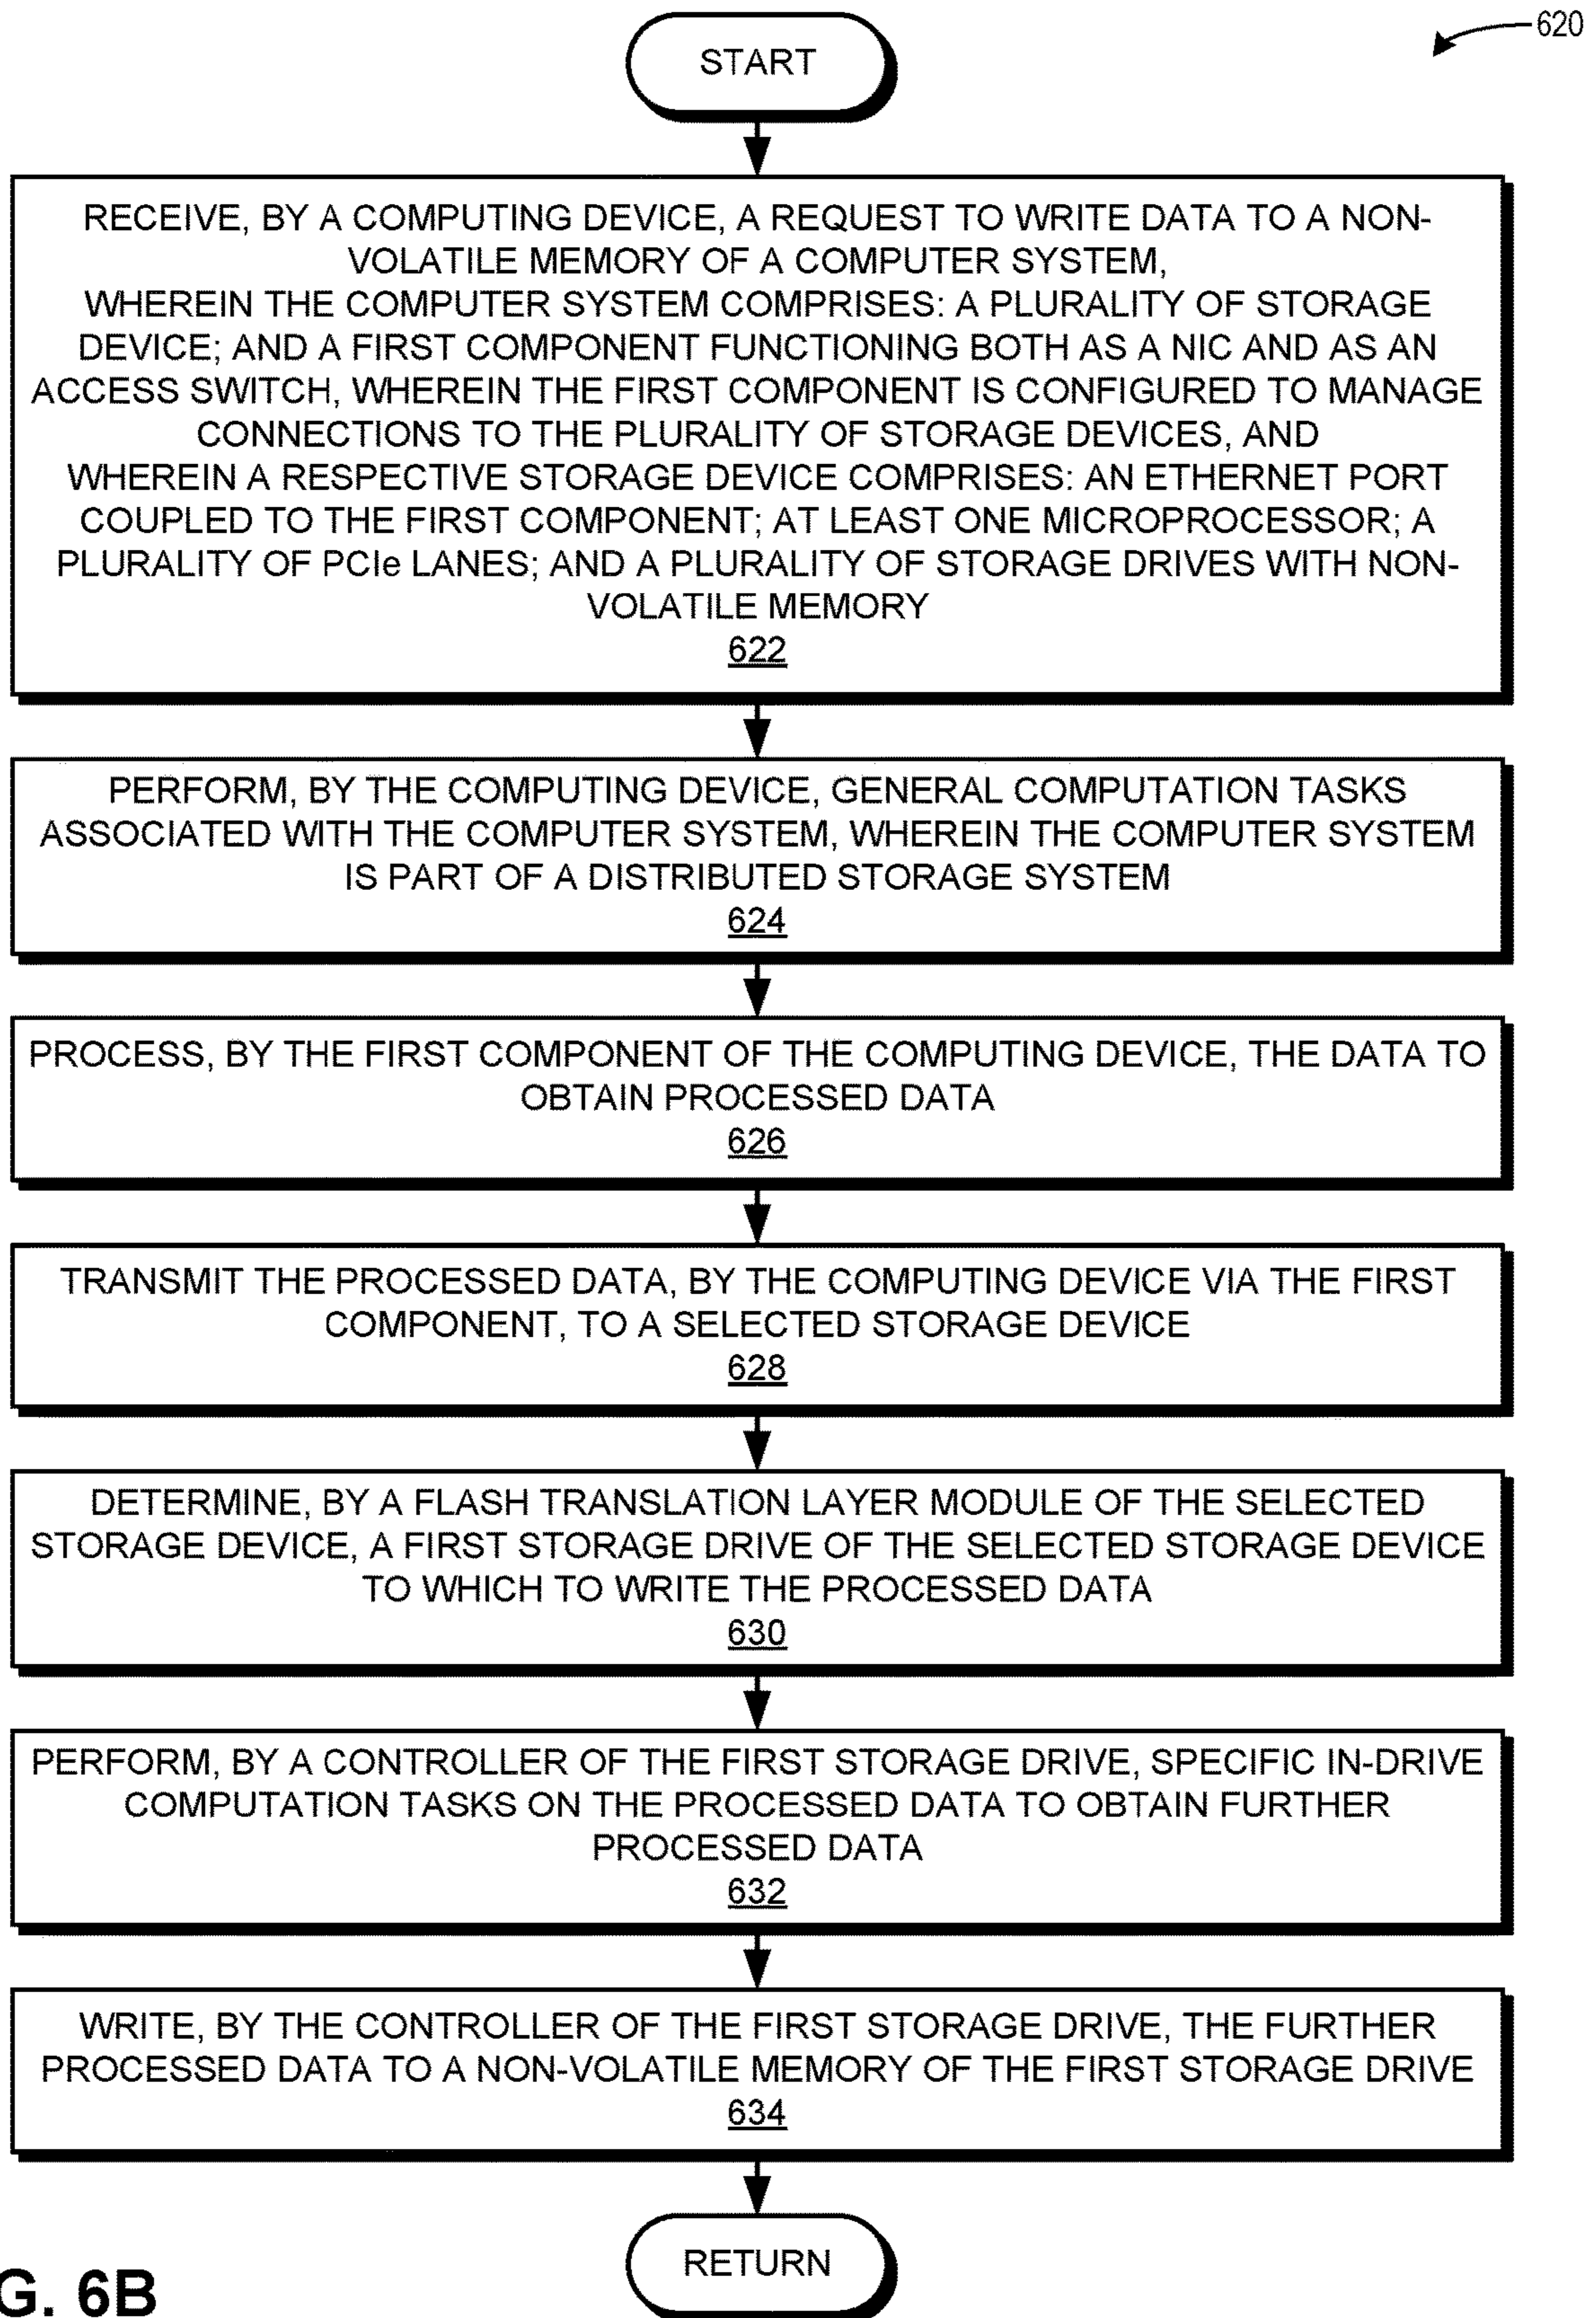 620
START
RECEIVE, BY A COMPUTING DEVICE, A REQUEST TO WRITE DATA TO A NON-
VOLATILE MEMORY OF A COMPUTER SYSTEM,
WHEREIN THE COMPUTER SYSTEM COMPRISES: A PLURALITY OF STORAGE
DEVICE; AND A FIRST COMPONENT FUNCTIONING BOTH AS A NIC AND AS AN
ACCESS SWITCH, WHEREIN THE FIRST COMPONENT IS CONFIGURED TO MANAGE
CONNECTIONS TO THE PLURALITY OF STORAGE DEVICES, AND
WHEREIN A RESPECTIVE STORAGE DEVICE COMPRISES: AN ETHERNET PORT
COUPLED TO THE FIRST COMPONENT; AT LEAST ONE MICROPROCESSOR; A
PLURALITY OF PCIe LANES; AND A PLURALITY OF STORAGE DRIVES WITH NON-
VOLATILE MEMORY
622
PERFORM, BY THE COMPUTING DEVICE, GENERAL COMPUTATION TASKS
ASSOCIATED WITH THE COMPUTER SYSTEM, WHEREIN THE COMPUTER SYSTEM
IS PART OF A DISTRIBUTED STORAGE SYSTEM
624
PROCESS, BY THE FIRST COMPONENT OF THE COMPUTING DEVICE, THE DATA TO
OBTAIN PROCESSED DATA
626
TRANSMIT THE PROCESSED DATA, BY THE COMPUTING DEVICE VIA THE FIRST
COMPONENT, TO A SELECTED STORAGE DEVICE
628
DETERMINE, BY A FLASH TRANSLATION LAYER MODULE OF THE SELECTED
STORAGE DEVICE, A FIRST STORAGE DRIVE OF THE SELECTED STORAGE DEVICE
TO WHICH TO WRITE THE PROCESSED DATA
630
PERFORM, BY A CONTROLLER OF THE FIRST STORAGE DRIVE, SPECIFIC IN-DRIVE
COMPUTATION TASKS ON THE PROCESSED DATA TO OBTAIN FURTHER
PROCESSED DATA
632
WRITE, BY THE CONTROLLER OF THE FIRST STORAGE DRIVE, THE FURTHER
PROCESSED DATA TO A NON-VOLATILE MEMORY OF THE FIRST STORAGE DRIVE
634
RETURN
G. 6B